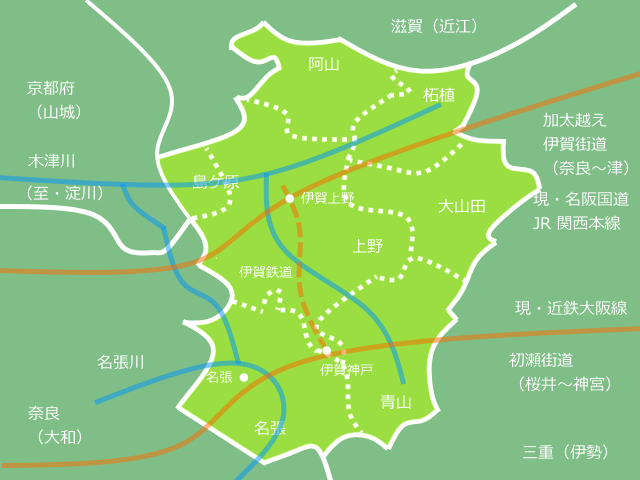 滋賀（近江）
阿山
京都府
（山城）
柘植
加太越え
伊賀街道
（奈良〜津）
木津川
（至・淀川）
島ケ原
伊賀上野
大山田
現・名阪国道
JR 関西本線
上野
伊賀鉄道
現・近鉄大阪線
名張川
名張
伊賀神戸
初瀬街道
（桜井〜神宮）
青山
奈良
（大和）
名張
三重（伊勢）